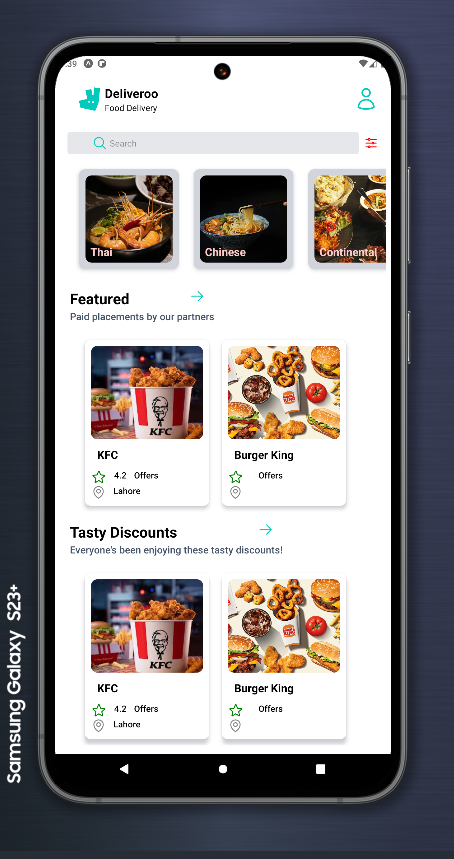 :39
Deliveroo
Food Delivery
Search
Thai
Chinese
Continental
Featured
Paid placements by our partners
KFC
KFC
4.2 Offers
Lahore
Burger King
Offers
Tasty Discounts
Everyone's been enjoying these tasty discounts!
KFC
KFC
4.2 Offers
Lahore
Burger King
Offers
Samsung Galaxy S23+